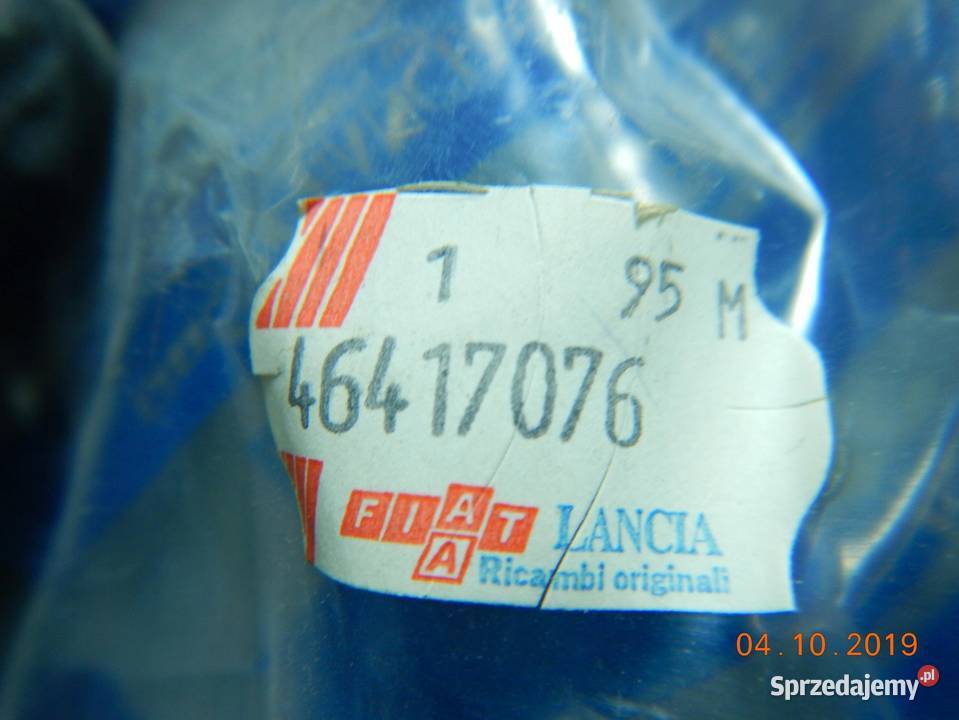 1 95 M
46417076
FIAT LANCIA
A Ricambi originali
04.10.2019
Sprzedajemy.pl